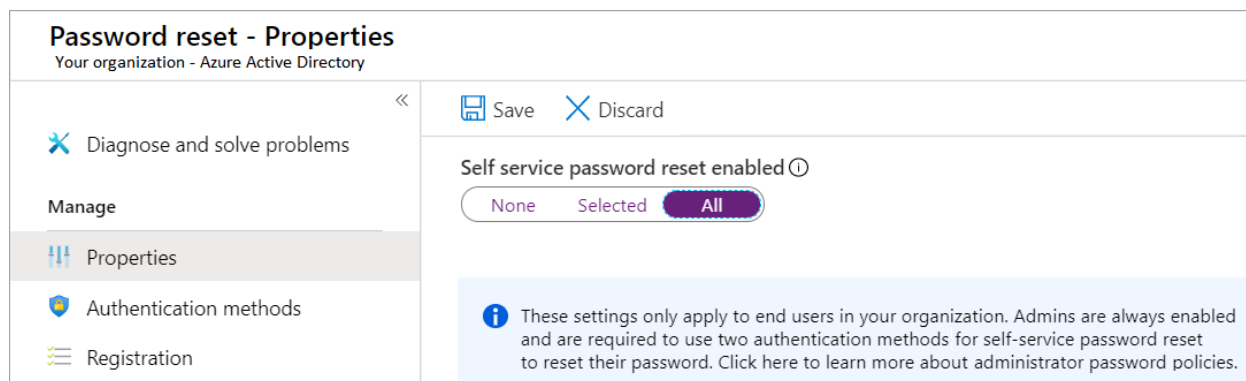 Password reset - Properties
Your organization - Azure Active Directory
Diagnose and solve problems
Manage
Properties
Authentication methods
Registration
Save
Discard
Self service password reset enabled
None
Selected
All
These settings only apply to end users in your organization. Admins are always enabled
and are required to use two authentication methods for self-service password reset
to reset their password. Click here to learn more about administrator password policies.